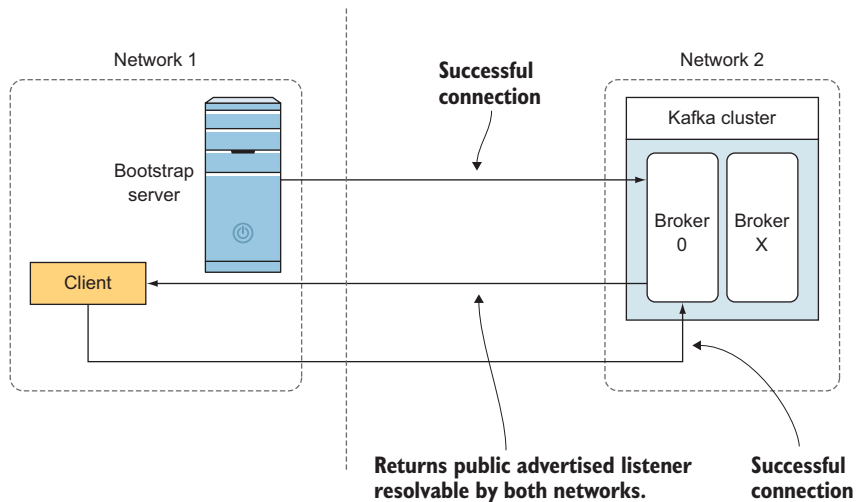 Network 1
Network 2
Successful
connection
Kafka cluster
Bootstrap
server
Broker
0
Broker
X
Client
Returns public advertised listener
resolvable by both networks.
Successful
connection